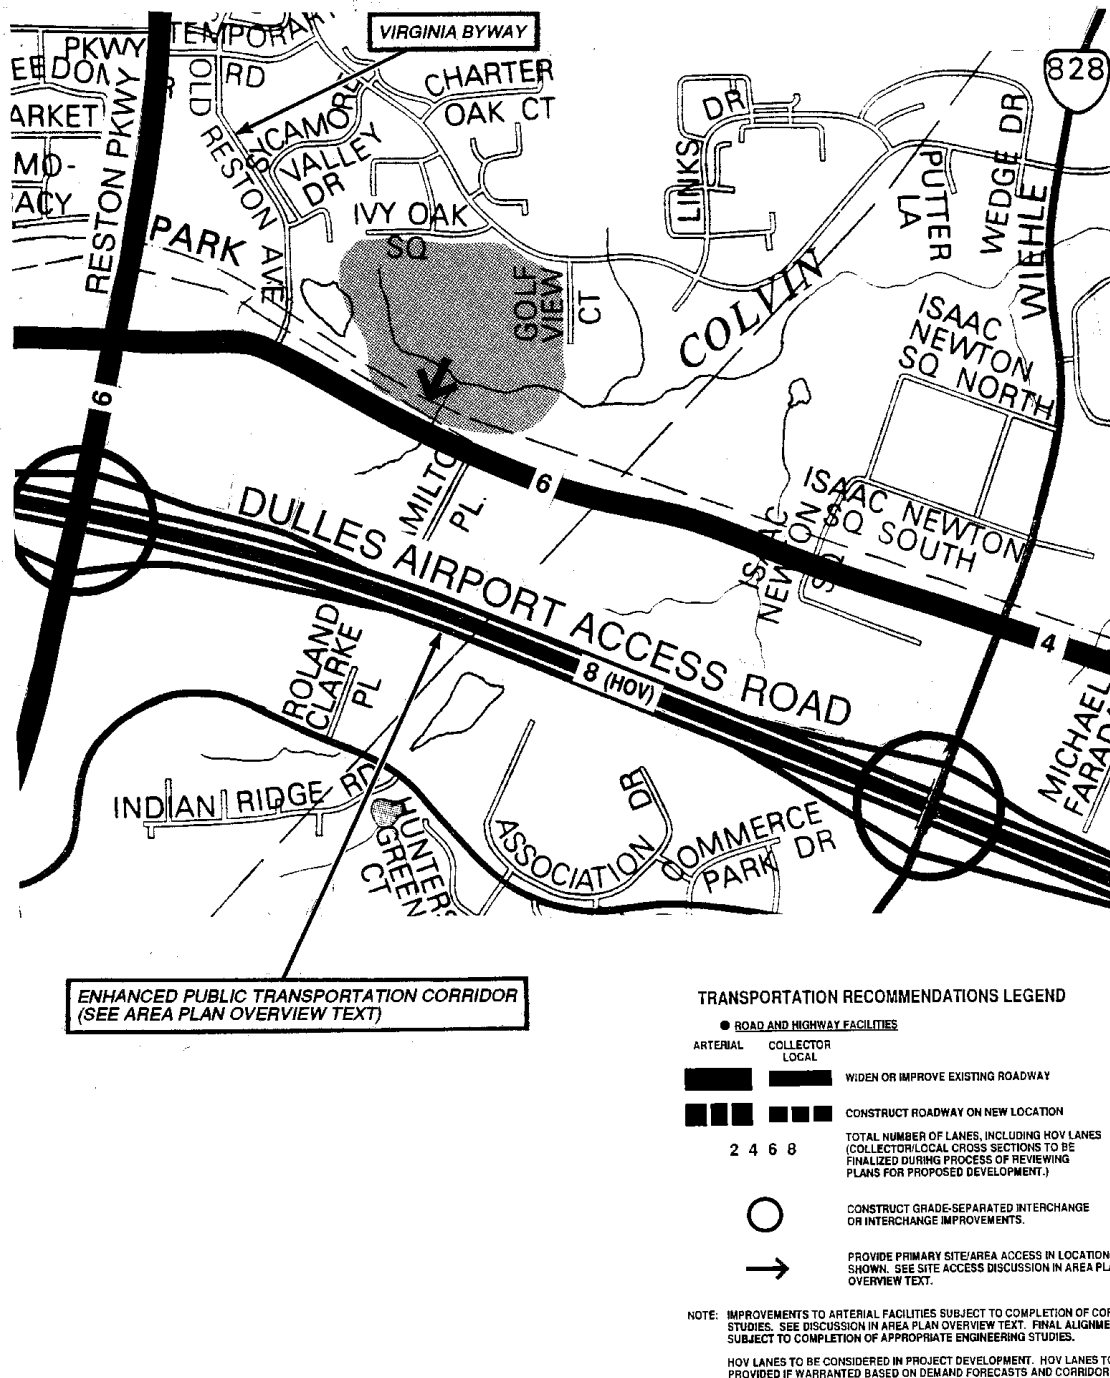 VIRGINIA BYWAY
TEMPORARY
RD
PKWY
ARKET
MO-
ACY
RESTON PKWY
OLD RESTON AVE
SYCAMORE
VALLEY
DR
CHARTER
OAK CT
IVY OAK
SQ
GOLF
VIEW
CT
PARK
LINKS
DR
COLVIN
PUTTER
LA
WEDGE DR
WIEHLE
828
ISAAC
NEWTON
SQ NORTH
ISAAC NEWTON
SQ SOUTH
ISAAC
NEWTON
SQ
6
6
4
PL.
DULLES AIRPORT ACCESS ROAD
8 (HOV)
ROLAND
CLARKE
PL
INDIAN RIDGE RD
HUNTERS
GREEN
CT
ASSOCIATION DR
COMMERCE
PARK DR
MICHAEL
ENHANCED PUBLIC TRANSPORTATION CORRIDOR
(SEE AREA PLAN OVERVIEW TEXT)
TRANSPORTATION RECOMMENDATIONS LEGEND
● ROAD AND HIGHWAY FACILITIES
ARTERIAL COLLECTOR
LOCAL
WIDEN OR IMPROVE EXISTING ROADWAY
CONSTRUCT ROADWAY ON NEW LOCATION
2 4 6 8
TOTAL NUMBER OF LANES, INCLUDING HOV LANES
(COLLECTOR/LOCAL CROSS SECTIONS TO BE
FINALIZED DURING PROCESS OF REVIEWING
PLANS FOR PROPOSED DEVELOPMENT.)
CONSTRUCT GRADE-SEPARATED INTERCHANGE
OR INTERCHANGE IMPROVEMENTS.
PROVIDE PRIMARY SITE/AREA ACCESS IN LOCATION
SHOWN. SEE SITE ACCESS DISCUSSION IN AREA PLA
OVERVIEW TEXT.
NOTE: IMPROVEMENTS TO ARTERIAL FACILITIES SUBJECT TO COMPLETION OF COR
STUDIES. SEE DISCUSSION IN AREA PLAN OVERVIEW TEXT. FINAL ALIGNME
SUBJECT TO COMPLETION OF APPROPRIATE ENGINEERING STUDIES.
HOV LANES TO BE CONSIDERED IN PROJECT DEVELOPMENT. HOV LANES TO
PROVIDED IF WARRANTED BASED ON DEMAND FORECASTS AND CORRIDOR